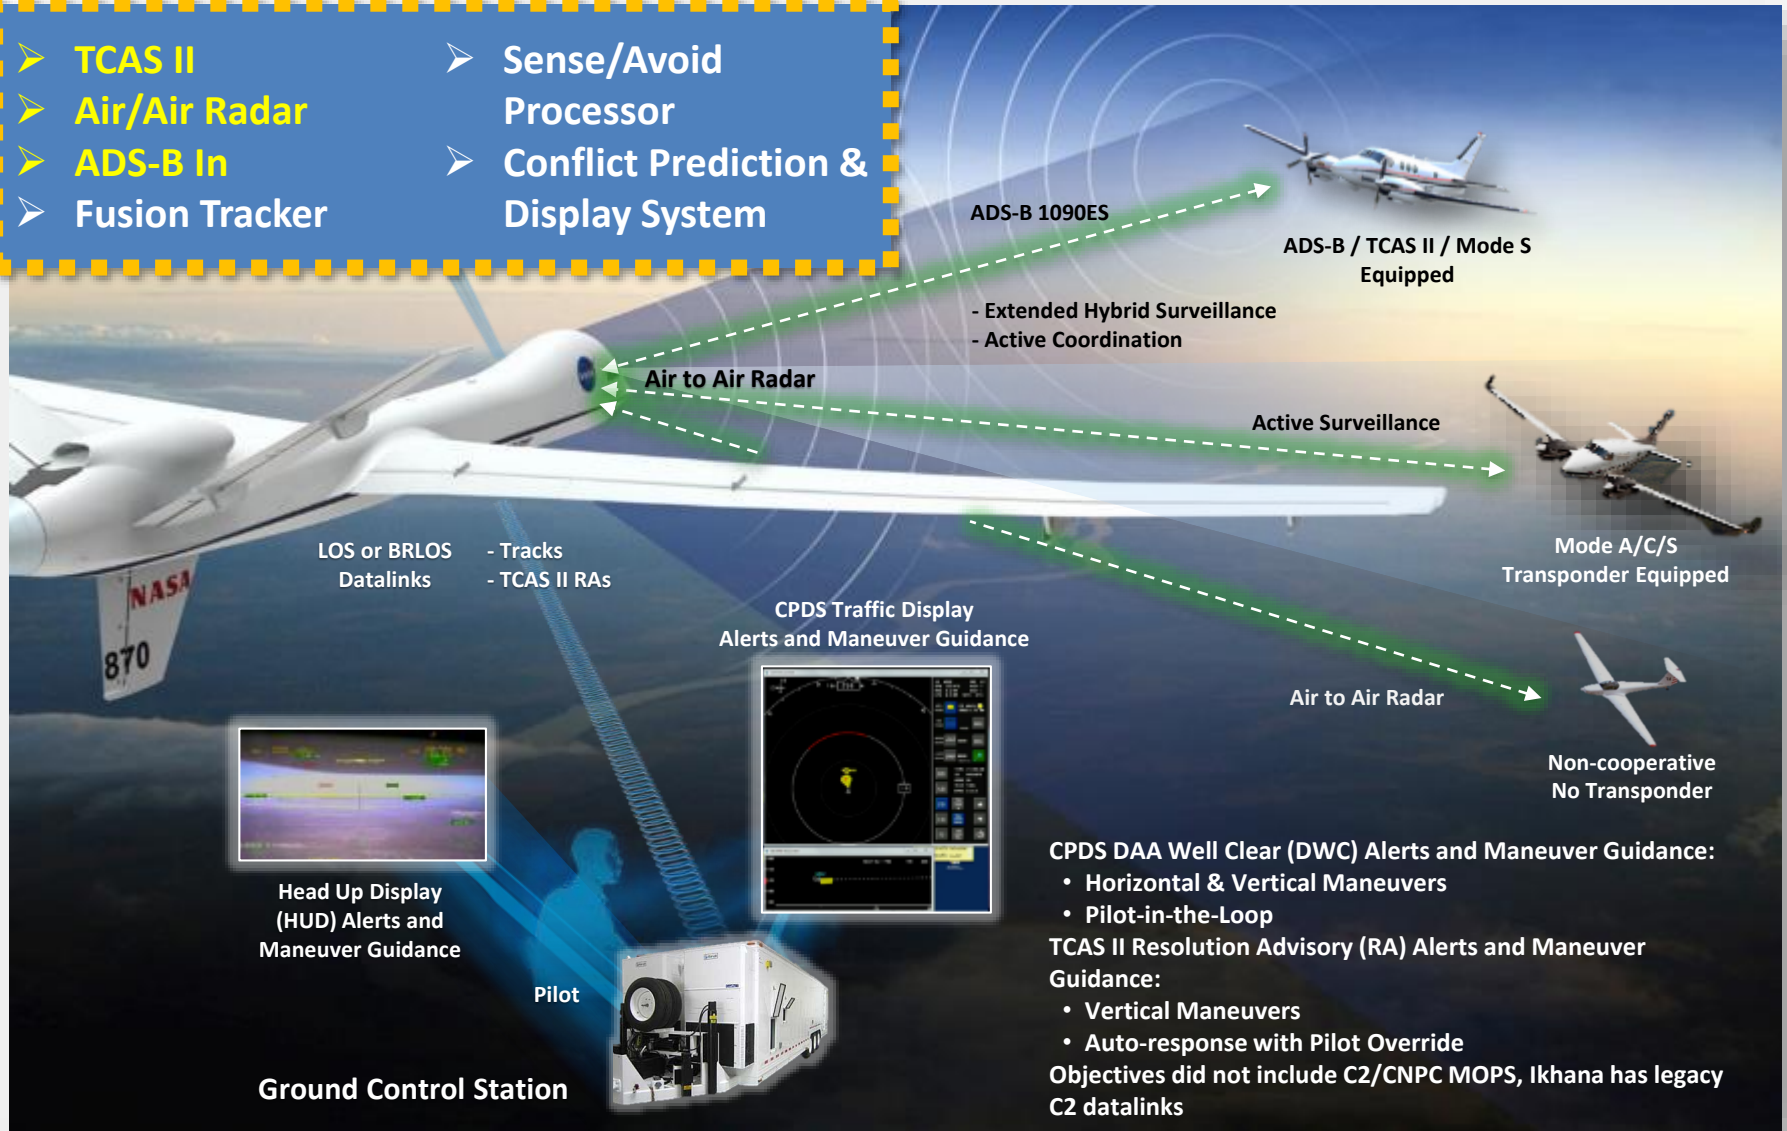 TCAS II
Air/Air Radar
ADS-B In
Fusion Tracker
Sense/Avoid
Processor
Conflict Prediction &
Display System
ADS-B 1090ES
ADS-B / TCAS II / Mode S
Equipped
- Extended Hybrid Surveillance
- Active Coordination
Air to Air Radar
Active Surveillance
Mode A/C/S
Transponder Equipped
LOS or BRLOS
Datalinks
- Tracks
- TCAS II RAs
NASA
870
CPDS Traffic Display
Alerts and Maneuver Guidance
Air to Air Radar
Non-cooperative
No Transponder
Head Up Display
(HUD) Alerts and
Maneuver Guidance
Pilot
Ground Control Station
CPDS DAA Well Clear (DWC) Alerts and Maneuver Guidance:
• Horizontal & Vertical Maneuvers
• Pilot-in-the-Loop
TCAS II Resolution Advisory (RA) Alerts and Maneuver
Guidance:
• Vertical Maneuvers
• Auto-response with Pilot Override
Objectives did not include C2/CNPC MOPS, Ikhana has legacy
C2 datalinks